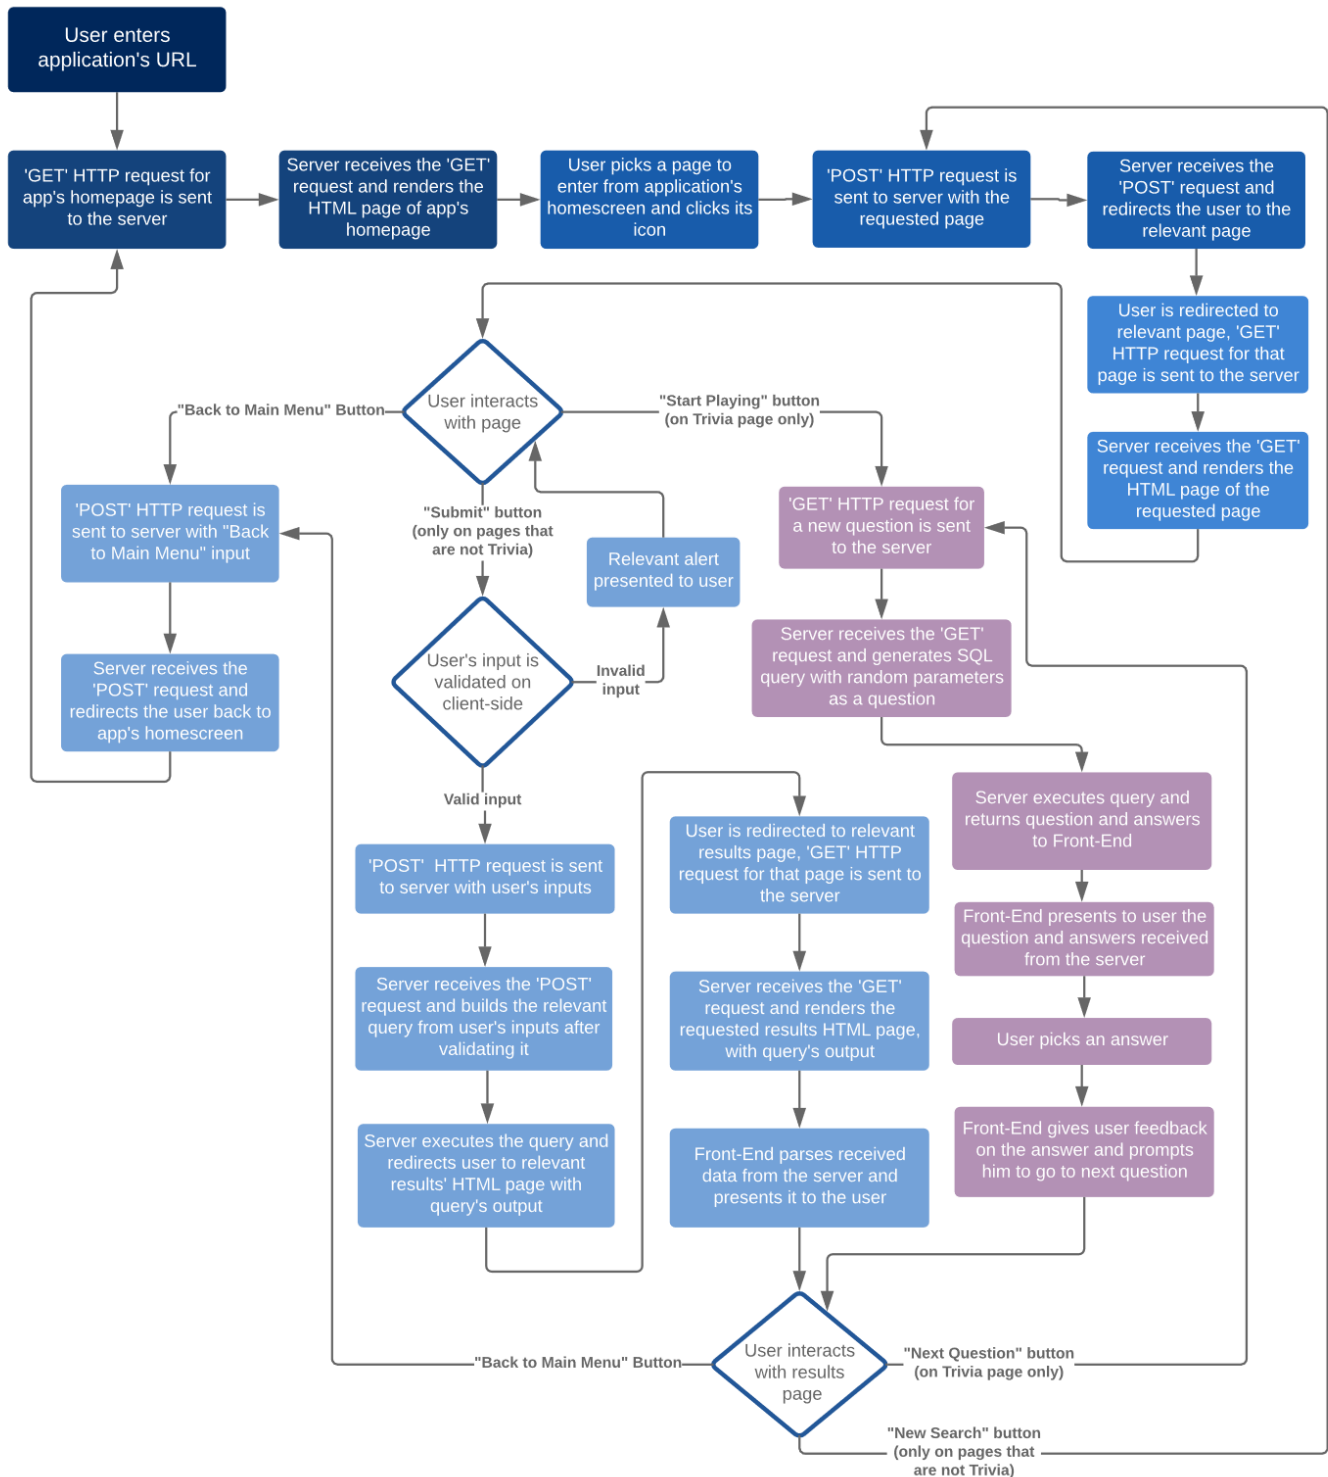 User enters
application's URL
'GET' HTTP request for
app's homepage is sent
to the server
Server receives the 'GET'
request and renders the
HTML page of app's
homepage
User picks a page to
enter from application's
homescreen and clicks its
icon
'POST' HTTP request is
sent to server with the
requested page
Server receives the
'POST' request and
redirects the user to the
relevant page
User is redirected to
relevant page, 'GET'
HTTP request for that
page is sent to the server
Server receives the 'GET'
request and renders the
HTML page of the
requested page
User interacts
with page
"Back to Main Menu" Button
"Start Playing" button
(on Trivia page only)
"Submit" button
(only on pages that
are not Trivia)
'POST' HTTP request is
sent to server with "Back
to Main Menu" input
Server receives the
'POST' request and
redirects the user back to
app's homescreen
Relevant alert
presented to user
User's input is
validated on
client-side
Invalid
input
Valid input
'GET' HTTP request for
a new question is sent
to the server
Server receives the 'GET'
request and generates SQL
query with random parameters
as a question
Server executes query and
returns question and answers
to Front-End
Front-End presents to user the
question and answers received
from the server
User picks an answer
Front-End gives user feedback
on the answer and prompts
him to go to next question
'POST'  HTTP request is sent
to server with user's inputs
Server receives the 'POST'
request and builds the relevant
query from user's inputs after
validating it
Server executes the query and
redirects user to relevant
results' HTML page with
query's output
User is redirected to relevant
results page, 'GET' HTTP
request for that page is sent to
the server
Server receives the 'GET'
request and renders the
requested results HTML page,
with query's output
Front-End parses received
data from the server and
presents it to the user
User interacts
with results
page
"Back to Main Menu" Button
"Next Question" button
(on Trivia page only)
"New Search" button
(only on pages that
are not Trivia)